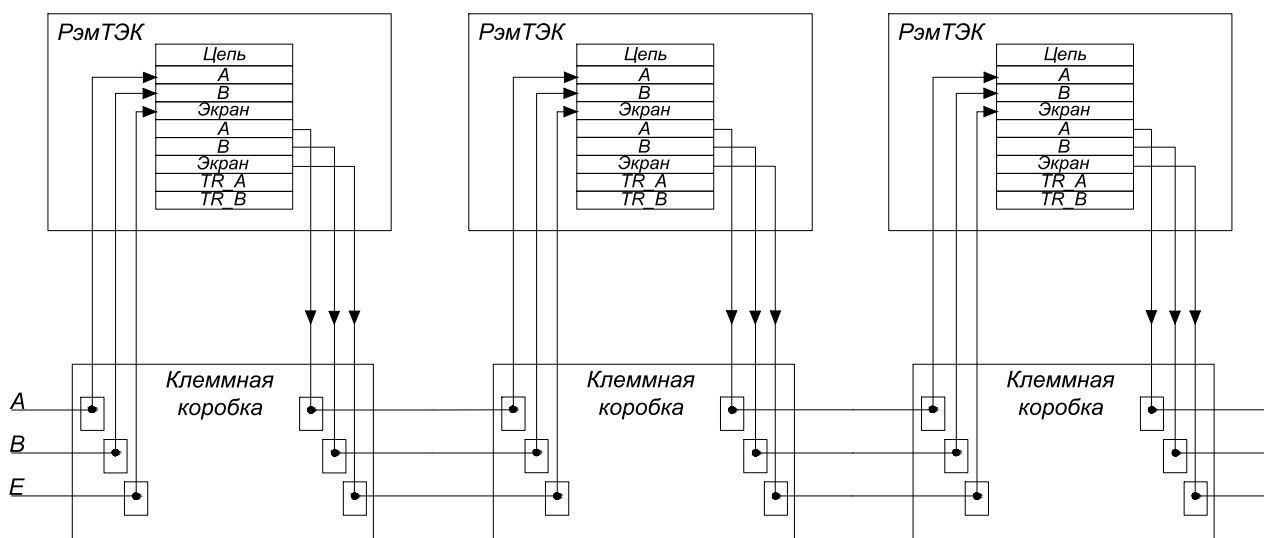 РэмТЭК
Цепь
A
B
Экран
A
B
Экран
TR_A
TR_B
РэмТЭК
Цепь
A
B
Экран
A
B
Экран
TR_A
TR_B
РэмТЭК
Цепь
A
B
Экран
A
B
Экран
TR_A
TR_B
A
B
E
Клеммная
коробка
Клеммная
коробка
Клеммная
коробка